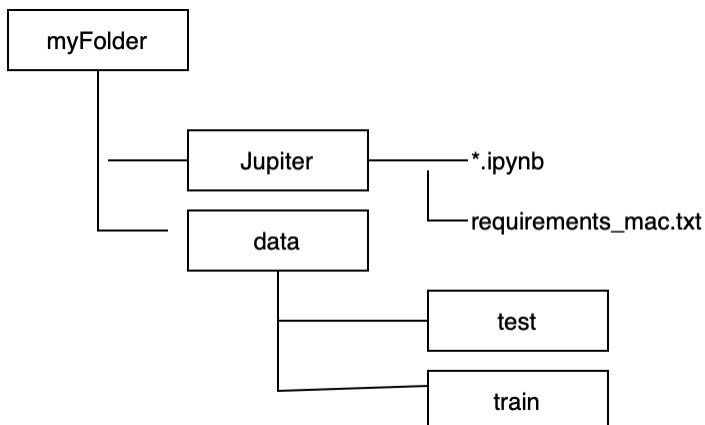 myFolder
Jupiter
*.ipynb
requirements_mac.txt
data
test
train